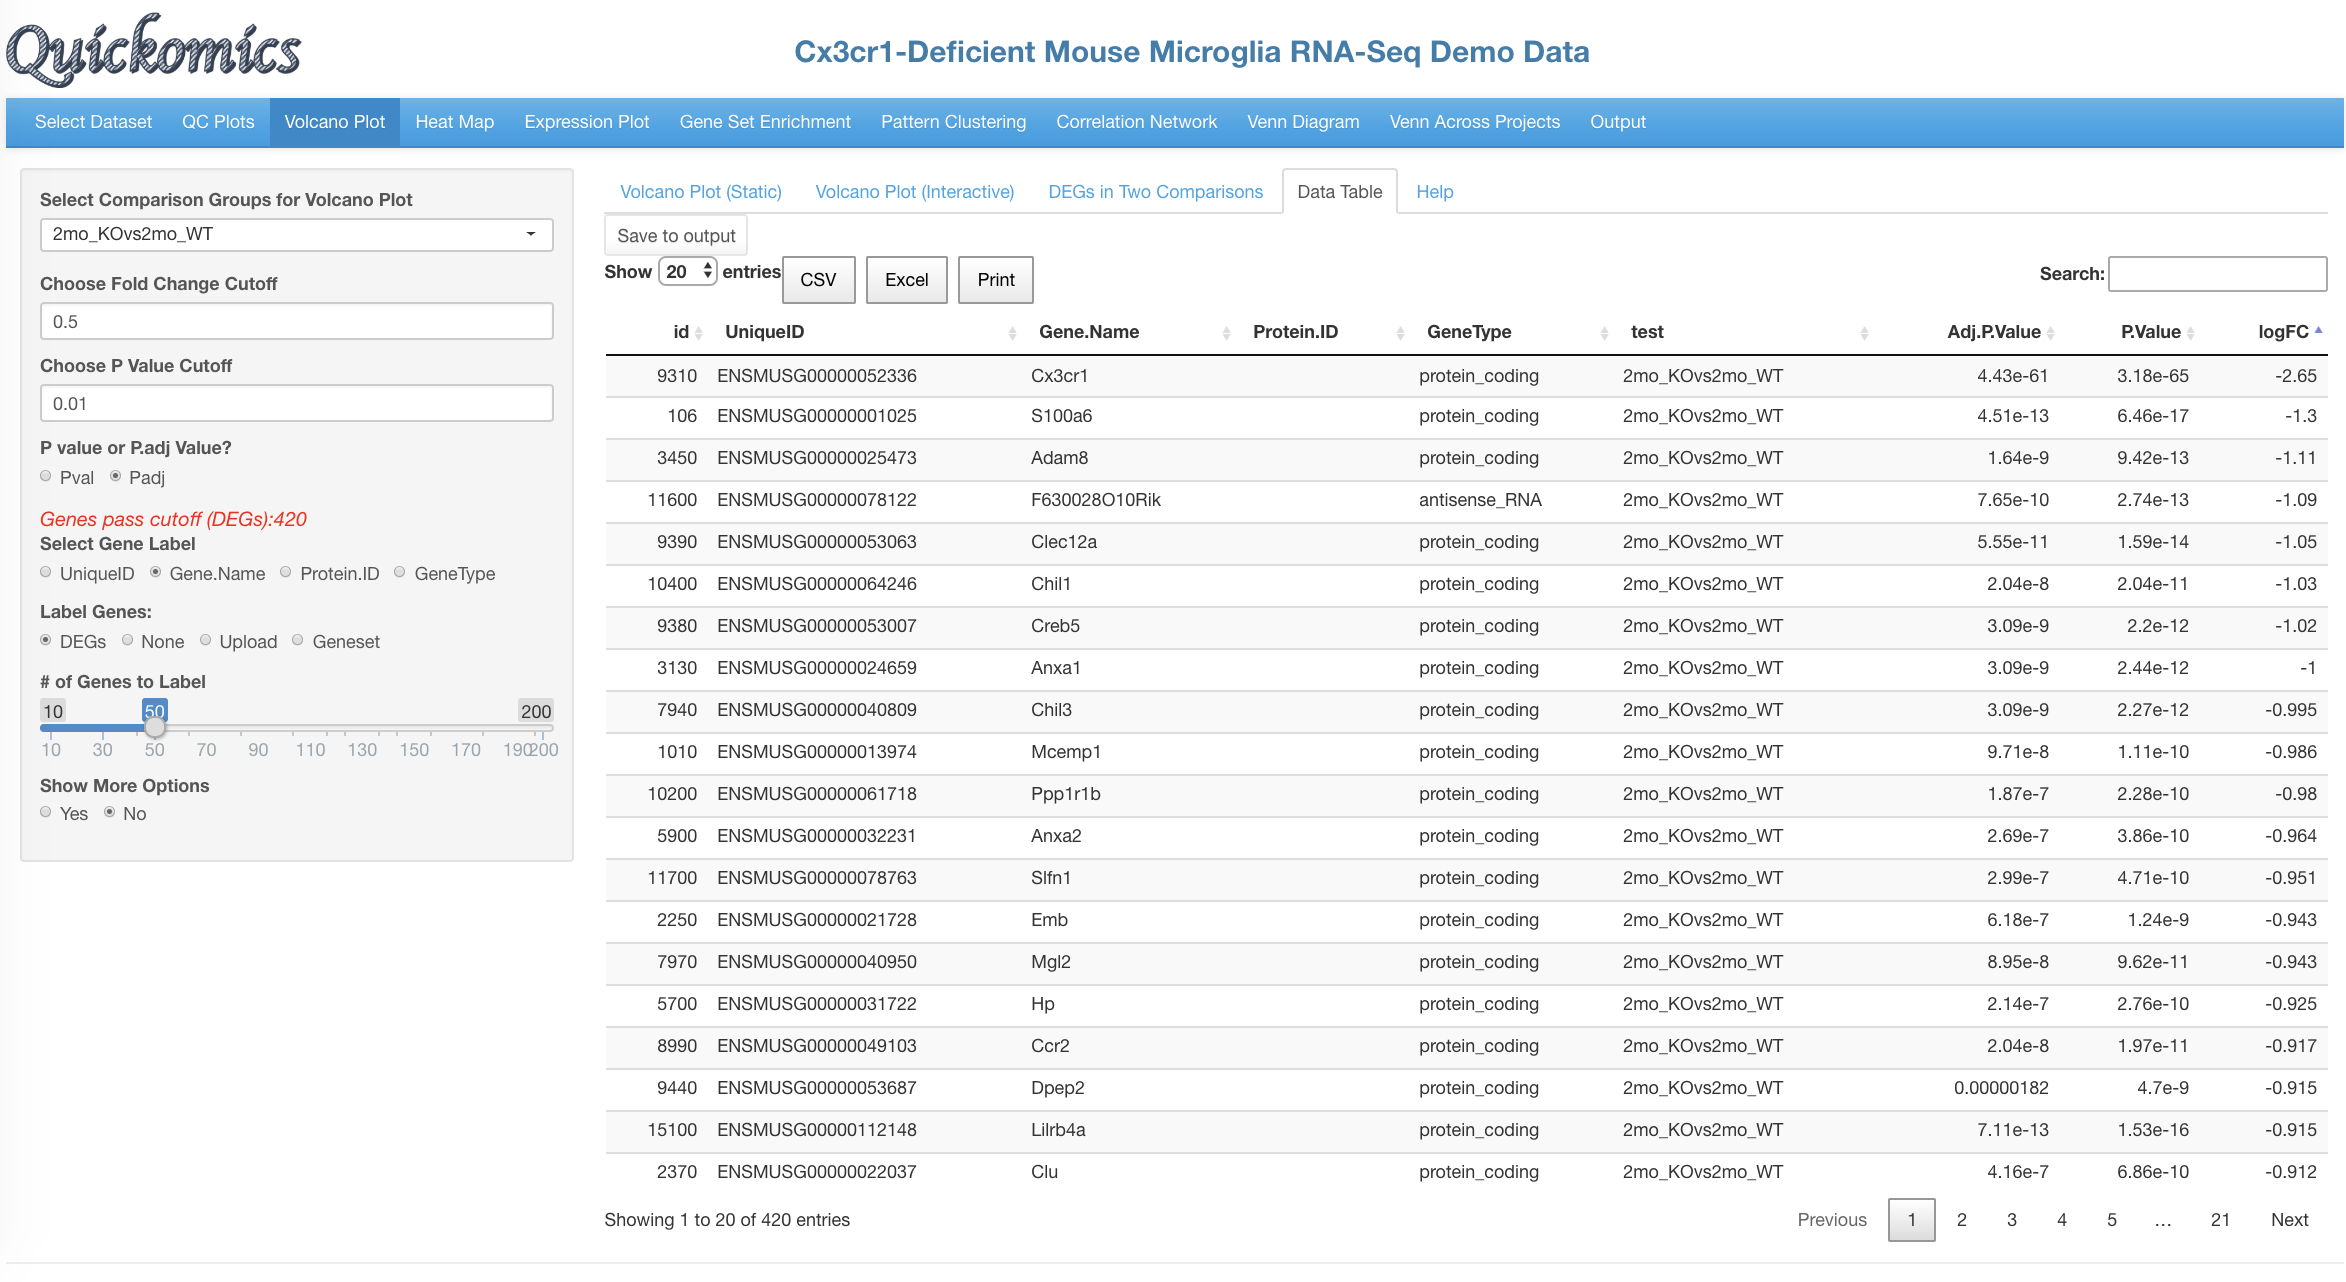 Quickomics
Cx3cr1-Deficient Mouse Microglia RNA-Seq Demo Data
Select Dataset QC Plots Volcano Plot Heat Map Expression Plot Gene Set Enrichment Pattern Clustering Correlation Network Venn Diagram Venn Across Projects Output
Select Comparison Groups for Volcano Plot
2mo_KOvs2mo_WT
Choose Fold Change Cutoff
0.5
Choose P Value Cutoff
0.01
P value or P.adj Value?
Pval Padj
Genes pass cutoff (DEGs):420
Select Gene Label
UniqueID Gene.Name Protein.ID GeneType
Label Genes:
DEGs None Upload Geneset
# of Genes to Label
10 50 200
10 30 50 70 90 110 130 150 170 190 200
Show More Options
Yes No
Volcano Plot (Static) Volcano Plot (Interactive) DEGs in Two Comparisons Data Table Help
Save to output
Show 20 entries CSV Excel Print Search:
id UniqueID Gene.Name Protein.ID GeneType test Adj.P.Value P.Value logFC
9310 ENSMUSG00000052336 Cx3cr1 protein_coding 2mo_KOvs2mo_WT 4.43e-61 3.18e-65 -2.65
106 ENSMUSG00000001025 S100a6 protein_coding 2mo_KOvs2mo_WT 4.51e-13 6.46e-17 -1.3
3450 ENSMUSG00000025473 Adam8 protein_coding 2mo_KOvs2mo_WT 1.64e-9 9.42e-13 -1.11
11600 ENSMUSG00000078122 F630028O10Rik antisense_RNA 2mo_KOvs2mo_WT 7.65e-10 2.74e-13 -1.09
9390 ENSMUSG00000053063 Clec12a protein_coding 2mo_KOvs2mo_WT 5.55e-11 1.59e-14 -1.05
10400 ENSMUSG00000064246 Chil1 protein_coding 2mo_KOvs2mo_WT 2.04e-8 2.04e-11 -1.03
9380 ENSMUSG00000053007 Creb5 protein_coding 2mo_KOvs2mo_WT 3.09e-9 2.2e-12 -1.02
3130 ENSMUSG00000024659 Anxa1 protein_coding 2mo_KOvs2mo_WT 3.09e-9 2.44e-12 -1
7940 ENSMUSG00000040809 Chil3 protein_coding 2mo_KOvs2mo_WT 3.09e-9 2.27e-12 -0.995
1010 ENSMUSG00000013974 Mcemp1 protein_coding 2mo_KOvs2mo_WT 9.71e-8 1.11e-10 -0.986
10200 ENSMUSG00000061718 Ppp1r1b protein_coding 2mo_KOvs2mo_WT 1.87e-7 2.28e-10 -0.98
5900 ENSMUSG00000032231 Anxa2 protein_coding 2mo_KOvs2mo_WT 2.69e-7 3.86e-10 -0.964
11700 ENSMUSG00000078763 Slfn1 protein_coding 2mo_KOvs2mo_WT 2.99e-7 4.71e-10 -0.951
2250 ENSMUSG00000021728 Emb protein_coding 2mo_KOvs2mo_WT 6.18e-7 1.24e-9 -0.943
7970 ENSMUSG00000040950 Mgl2 protein_coding 2mo_KOvs2mo_WT 8.95e-8 9.62e-11 -0.943
5700 ENSMUSG00000031722 Hp protein_coding 2mo_KOvs2mo_WT 2.14e-7 2.76e-10 -0.925
8990 ENSMUSG00000049103 Ccr2 protein_coding 2mo_KOvs2mo_WT 2.04e-8 1.97e-11 -0.917
9440 ENSMUSG00000053687 Dpep2 protein_coding 2mo_KOvs2mo_WT 0.00000182 4.7e-9 -0.915
15100 ENSMUSG00000112148 Lilrb4a protein_coding 2mo_KOvs2mo_WT 7.11e-13 1.53e-16 -0.915
2370 ENSMUSG00000022037 Clu protein_coding 2mo_KOvs2mo_WT 4.16e-7 6.86e-10 -0.912
Showing 1 to 20 of 420 entries Previous 1 2 3 4 5 … 21 Next